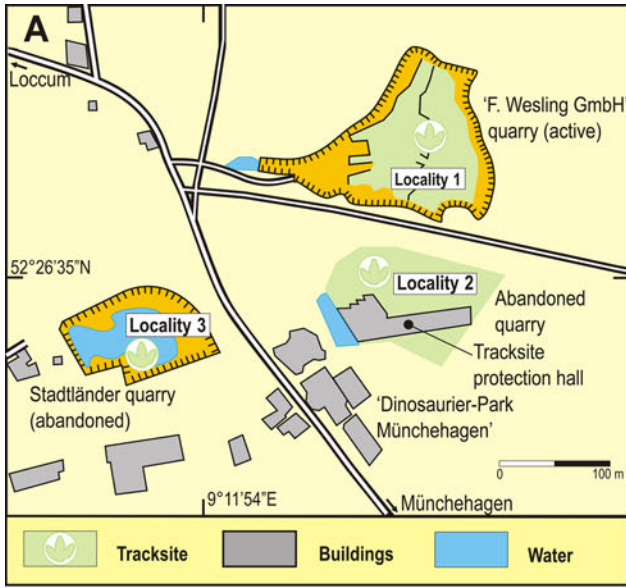 A
Loccum
‘F. Wesling GmbH’
quarry (active)
Locality 1
52°26’35”N
Locality 2
Abandoned
quarry
Locality 3
Tracksite
protection hall
Stadtländer quarry
(abandoned)
‘Dinosaurier-Park
Münchehagen’
0 100 m
9°11’54”E
Münchehagen
Tracksite
Buildings
Water